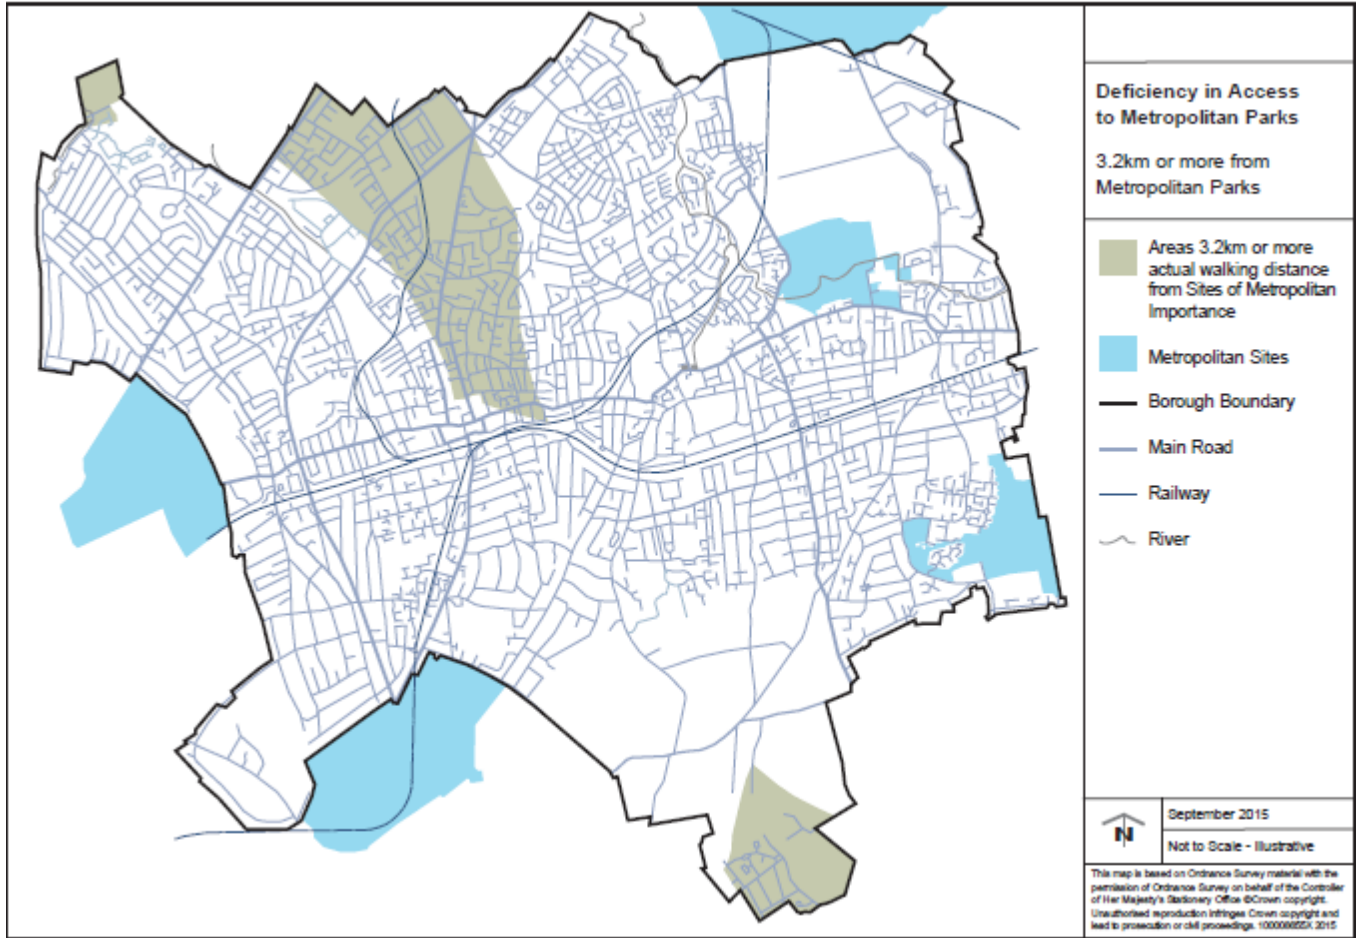 Deficiency in Access
to Metropolitan Parks
3.2km or more from
Metropolitan Parks
Areas 3.2km or more
actual walking distance
from Sites of Metropolitan
Importance
Metropolitan Sites
Borough Boundary
Main Road
Railway
River
N
September 2015
Not to Scale - Illustrative
This map is based on Ordnance Survey material with the
permission of Ordnance Survey on behalf of the Controller
of Her Majesty's Stationery Office ©Crown copyright.
Unauthorised reproduction infringes Crown copyright and
lead to prosecution or civil proceedings. 2015